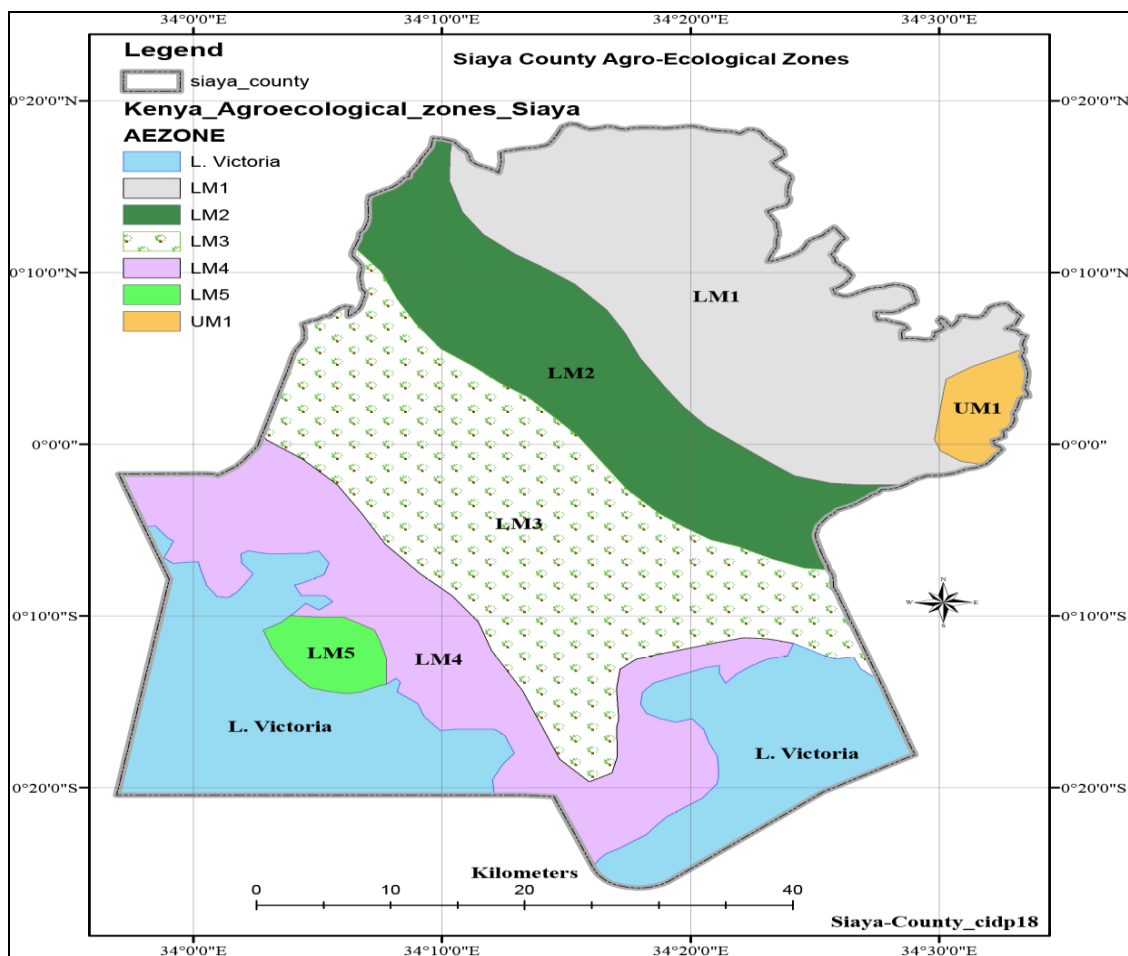 34°0'0"E 34°10'0"E 34°20'0"E 34°30'0"E
Legend
Siaya County Agro-Ecological Zones
siaya_county
0°20'0"N 0°20'0"N
Kenya_Agroecological_zones_Siaya
AEZONE
L. Victoria
LM1
LM2
LM3
LM4
LM5
UM1
0°10'0"N 0°10'0"N
LM1
LM2
UM1
0°0'0" 0°0'0"
LM3
N
W E
S
0°10'0"S 0°10'0"S
LM5
LM4
L. Victoria
L. Victoria
0°20'0"S 0°20'0"S
Kilometers
0 10 20 40
Siaya-County_cidp18
34°0'0"E 34°10'0"E 34°20'0"E 34°30'0"E